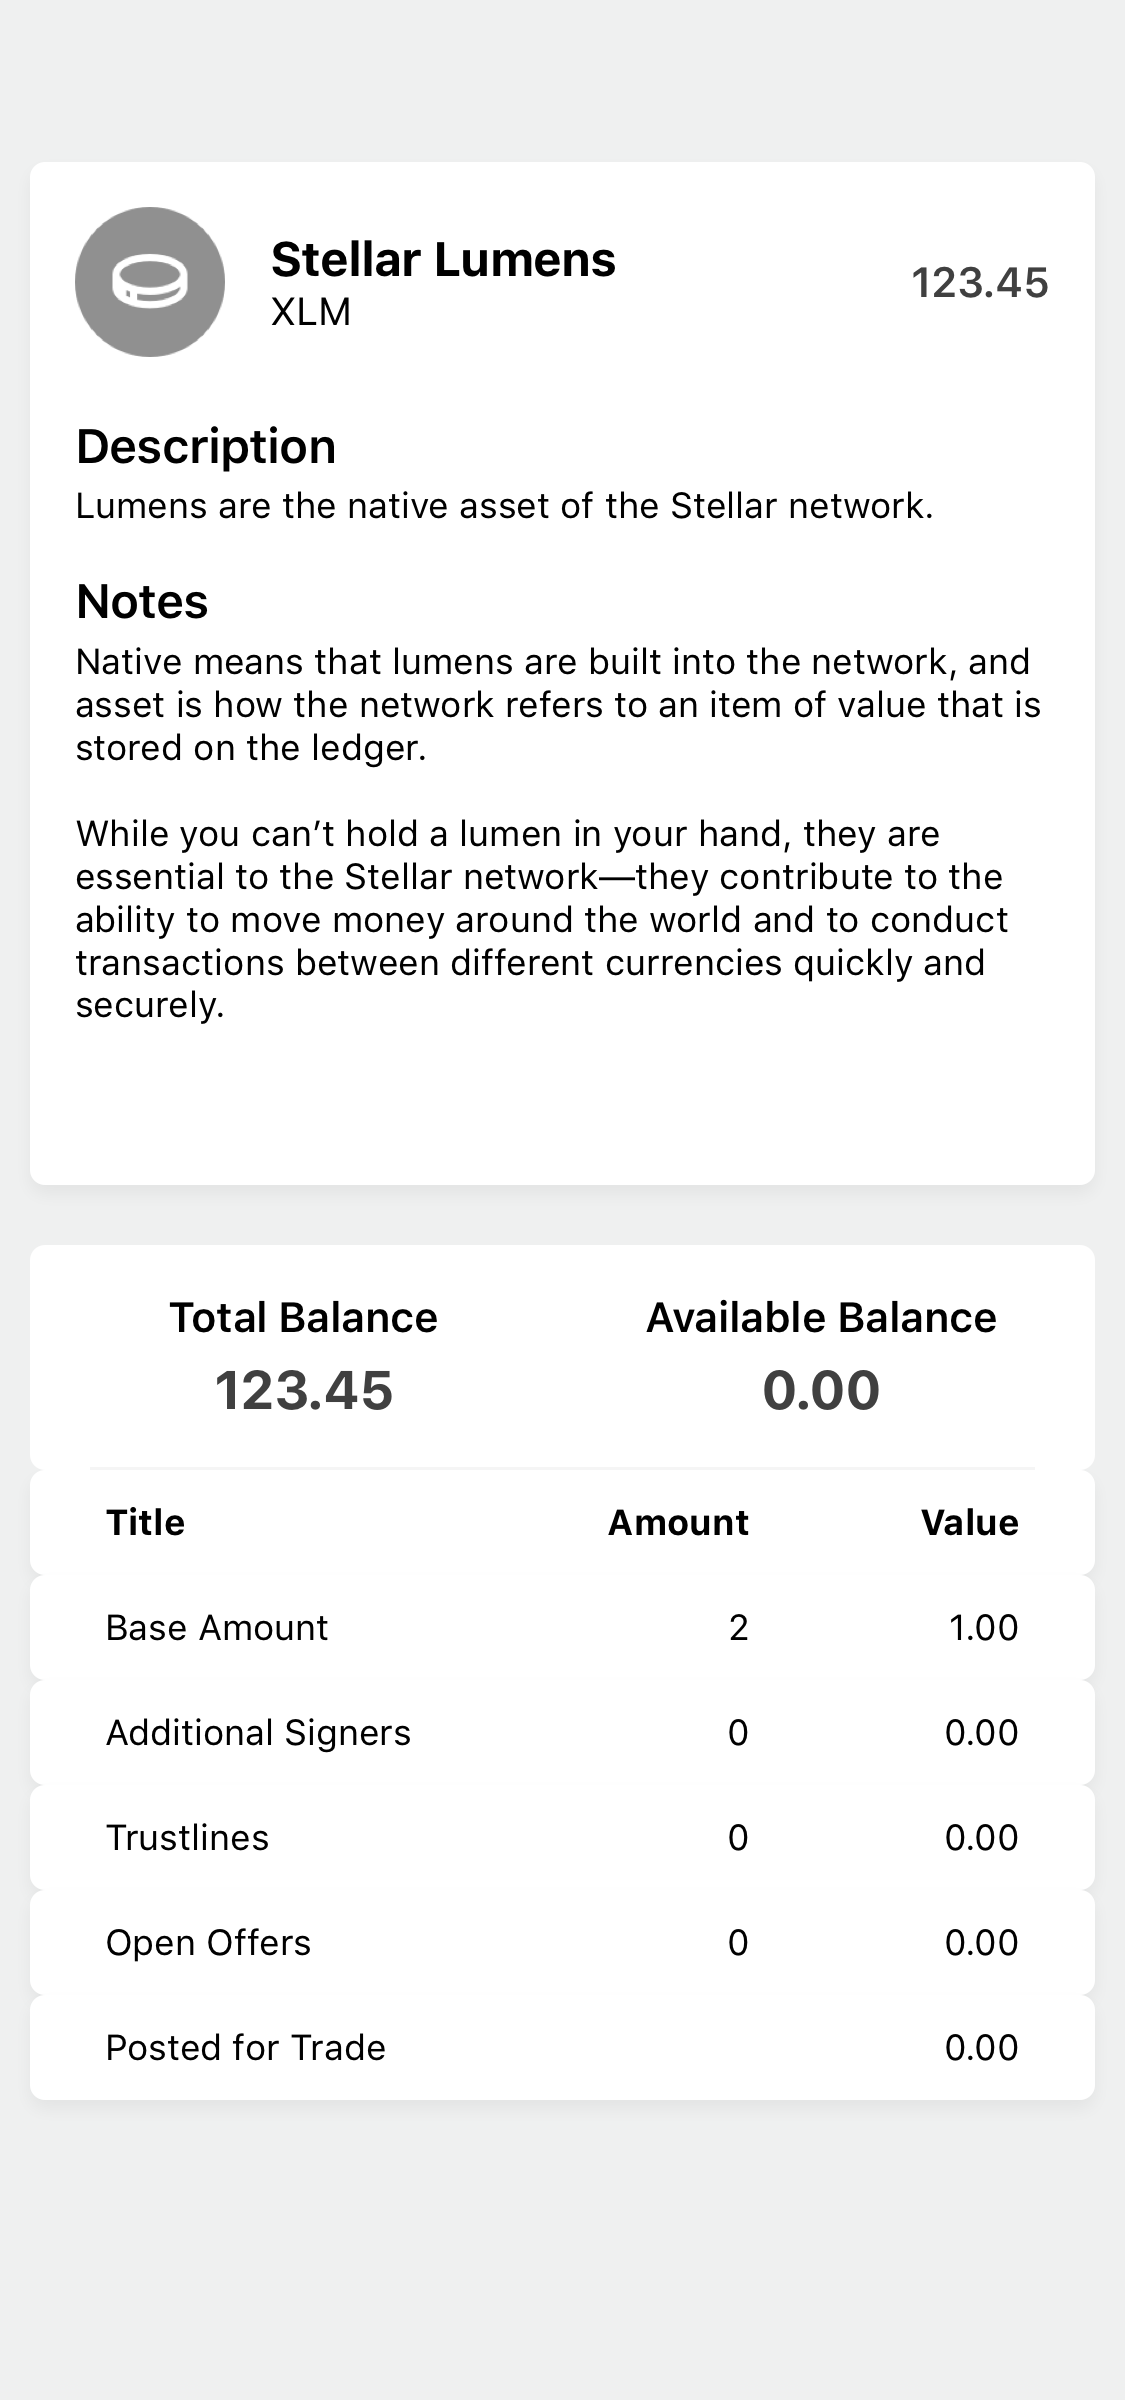 Stellar Lumens
XLM
123.45
Description
Lumens are the native asset of the Stellar network.
Notes
Native means that lumens are built into the network, and
asset is how the network refers to an item of value that is
stored on the ledger.
While you can’t hold a lumen in your hand, they are
essential to the Stellar network—they contribute to the
ability to move money around the world and to conduct
transactions between different currencies quickly and
securely.
Total Balance Available Balance
123.45 0.00
Title Amount Value
Base Amount 2 1.00
Additional Signers 0 0.00
Trustlines 0 0.00
Open Offers 0 0.00
Posted for Trade 0.00